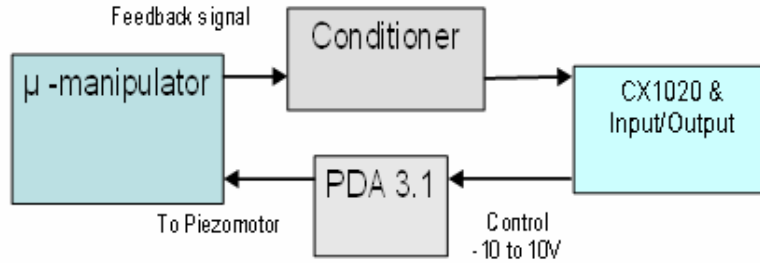 Feedback signal
Conditioner
μ -manipulator
CX1020 &
Input/Output
PDA 3.1
To Piezomotor
Control
-10 to 10V